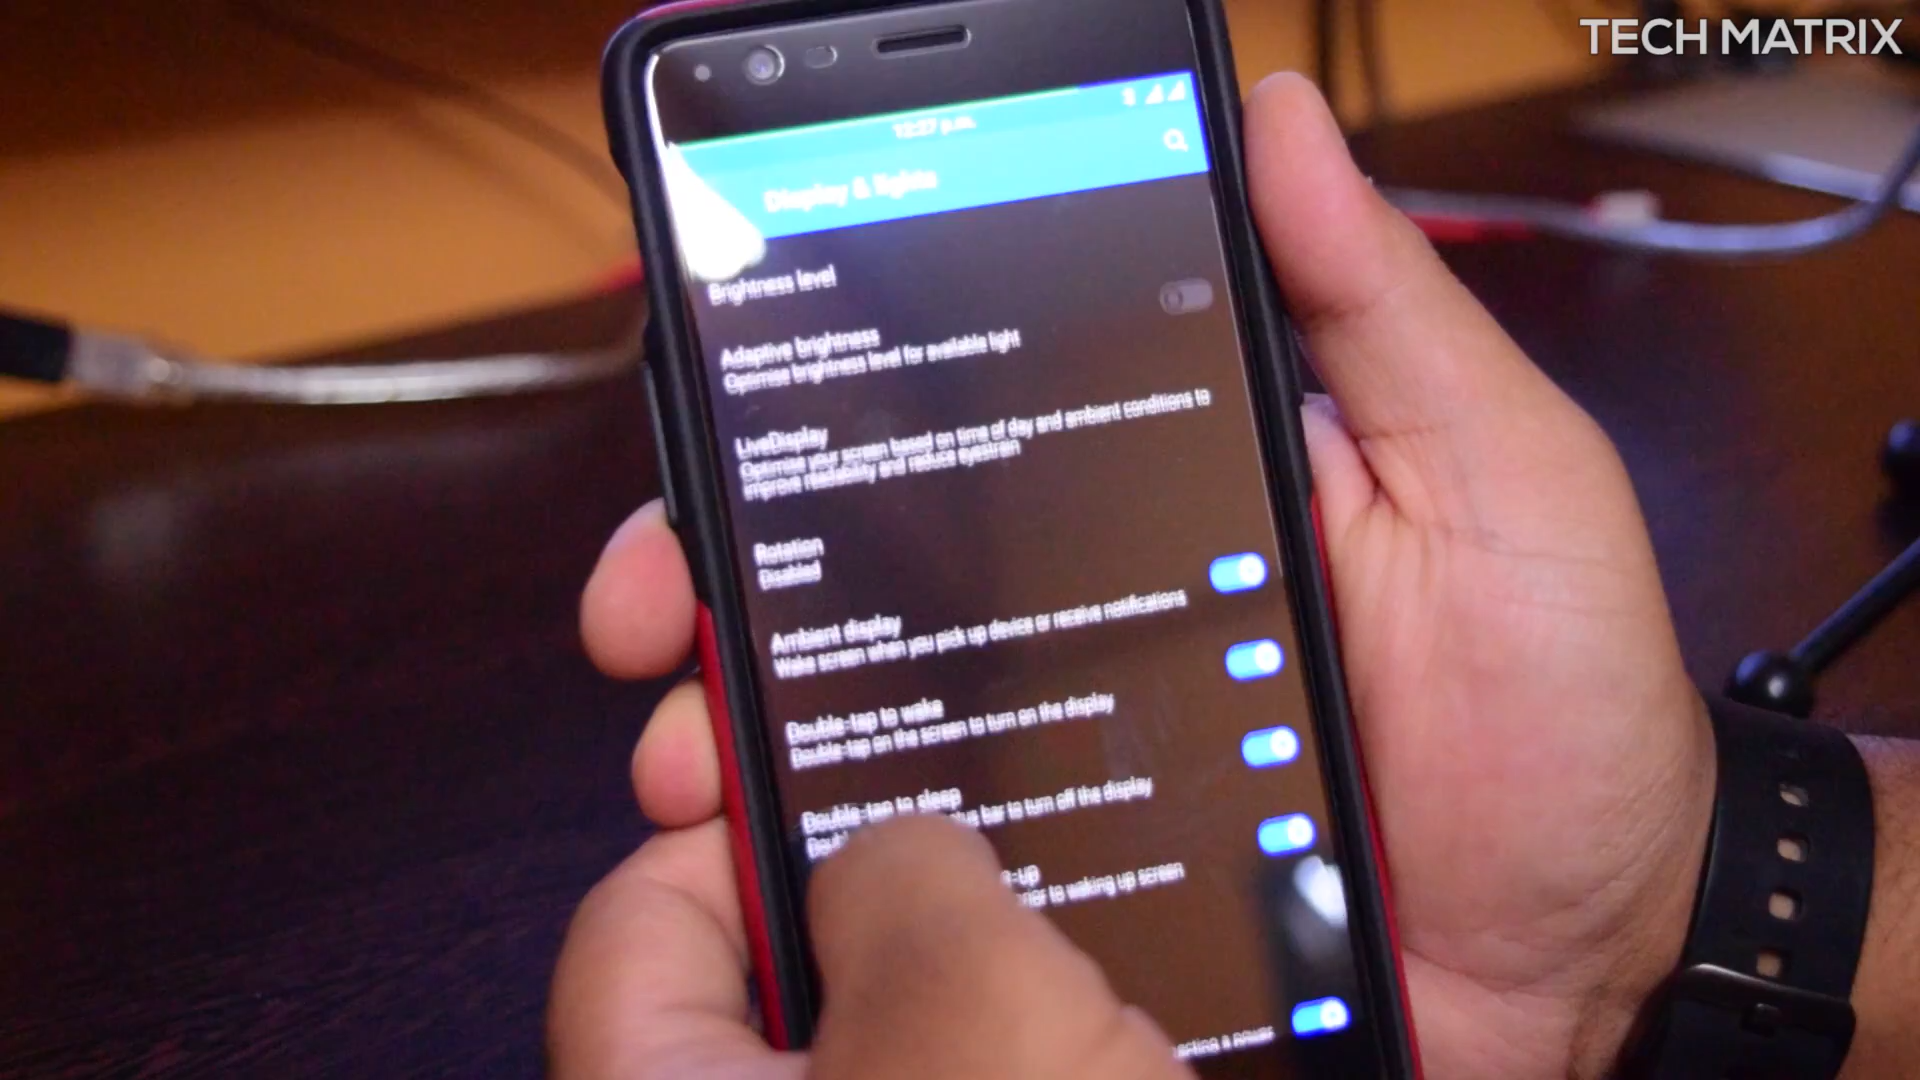 TECH MATRIX
12:27 p.m.
Display & lights
Brightness level
Adaptive brightness
Optimise brightness level for available light
LiveDisplay
Optimise your screen based on time of day and ambient conditions to
improve readability and reduce eyestrain
Rotation
Disabled
Ambient display
Wake screen when you pick up device or receive notifications
Double-tap to wake
Double-tap on the screen to turn on the display
Double-tap to sleep
bar to turn off the display
to waking up screen
a power